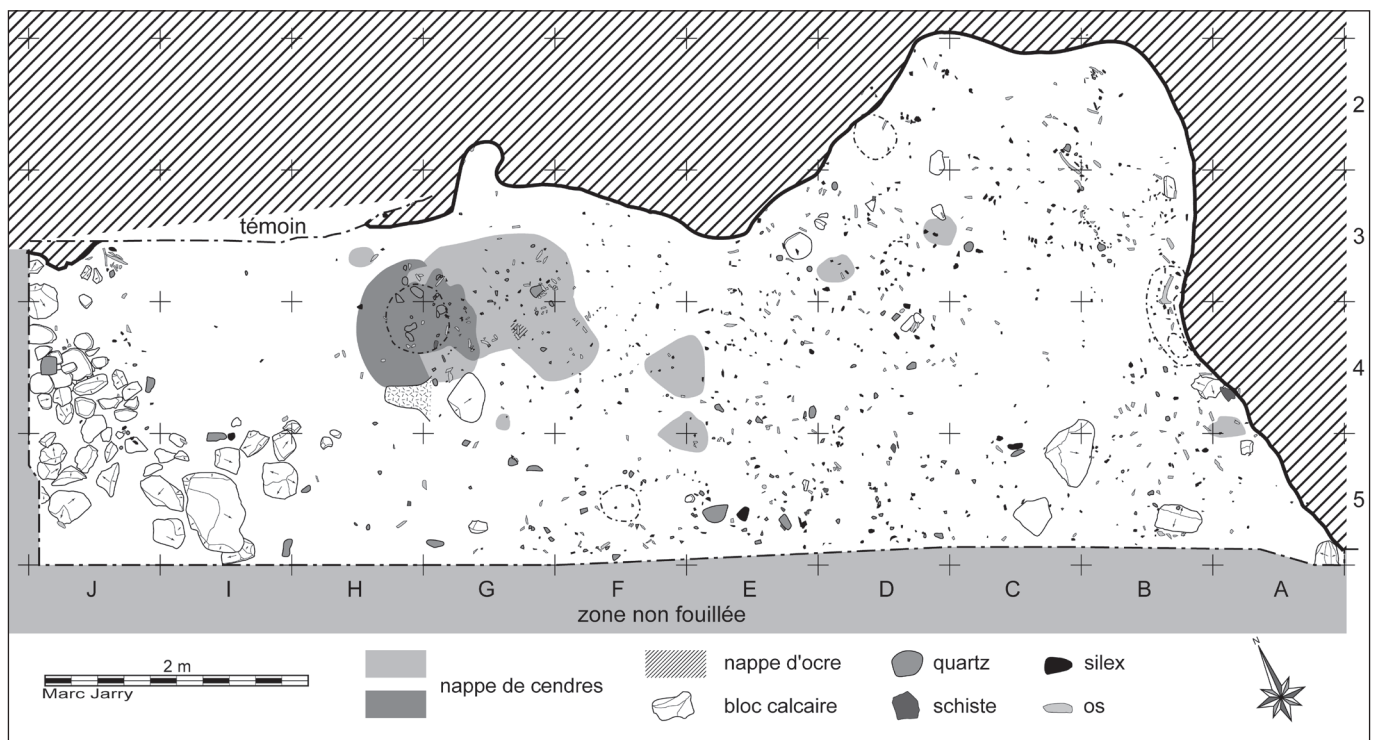 témoin
2
3
4
5
J I H G F E D C B A
zone non fouillée
2 m
Marc Jarry
nappe de cendres
nappe d'ocre
bloc calcaire
quartz
schiste
silex
os
N